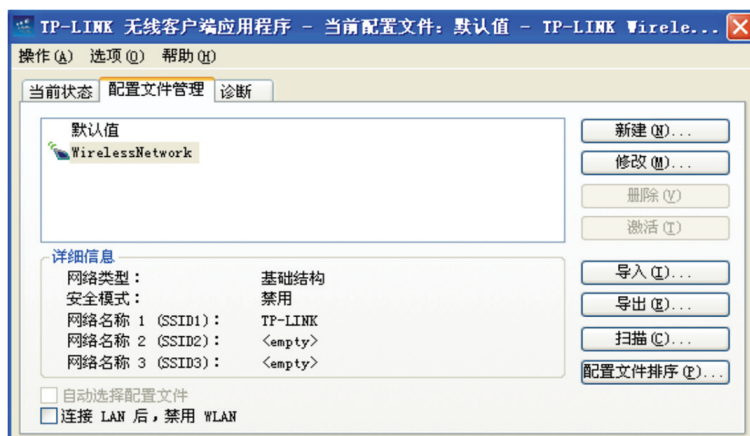 TP-LINK 无线客户端应用程序 - 当前配置文件: 默认值 - TP-LINK Wirele...
操作(A) 选项(O) 帮助(H)
当前状态 配置文件管理 诊断
默认值
WirelessNetwork
新建(N)...
修改(M)...
删除(V)
激活(T)
详细信息
网络类型: 基础结构
安全模式: 禁用
网络名称 1 (SSID1): TP-LINK
网络名称 2 (SSID2): <empty>
网络名称 3 (SSID3): <empty>
导入(I)...
导出(E)...
扫描(C)...
配置文件排序(P)...
自动选择配置文件
连接 LAN 后,禁用 WLAN